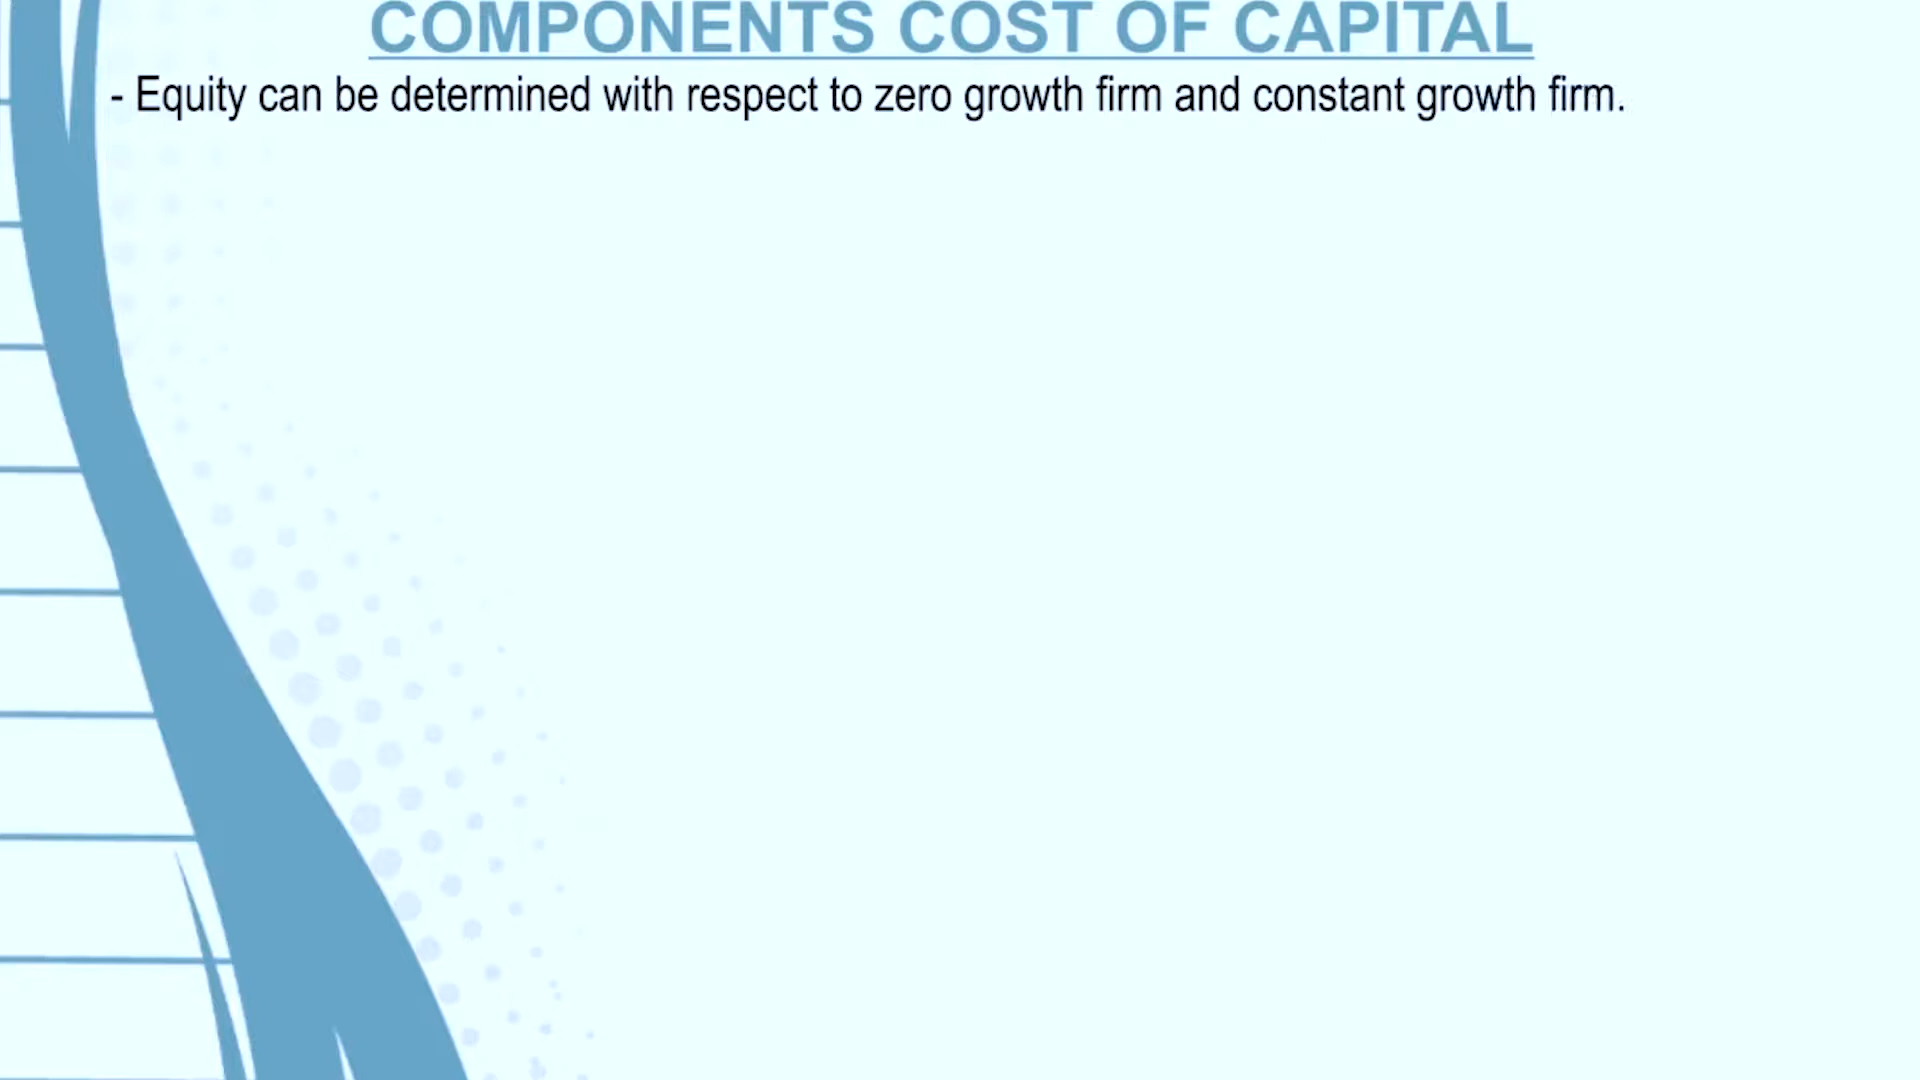 COMPONENTS COST OF CAPITAL
- Equity can be determined with respect to zero growth firm and constant growth firm.